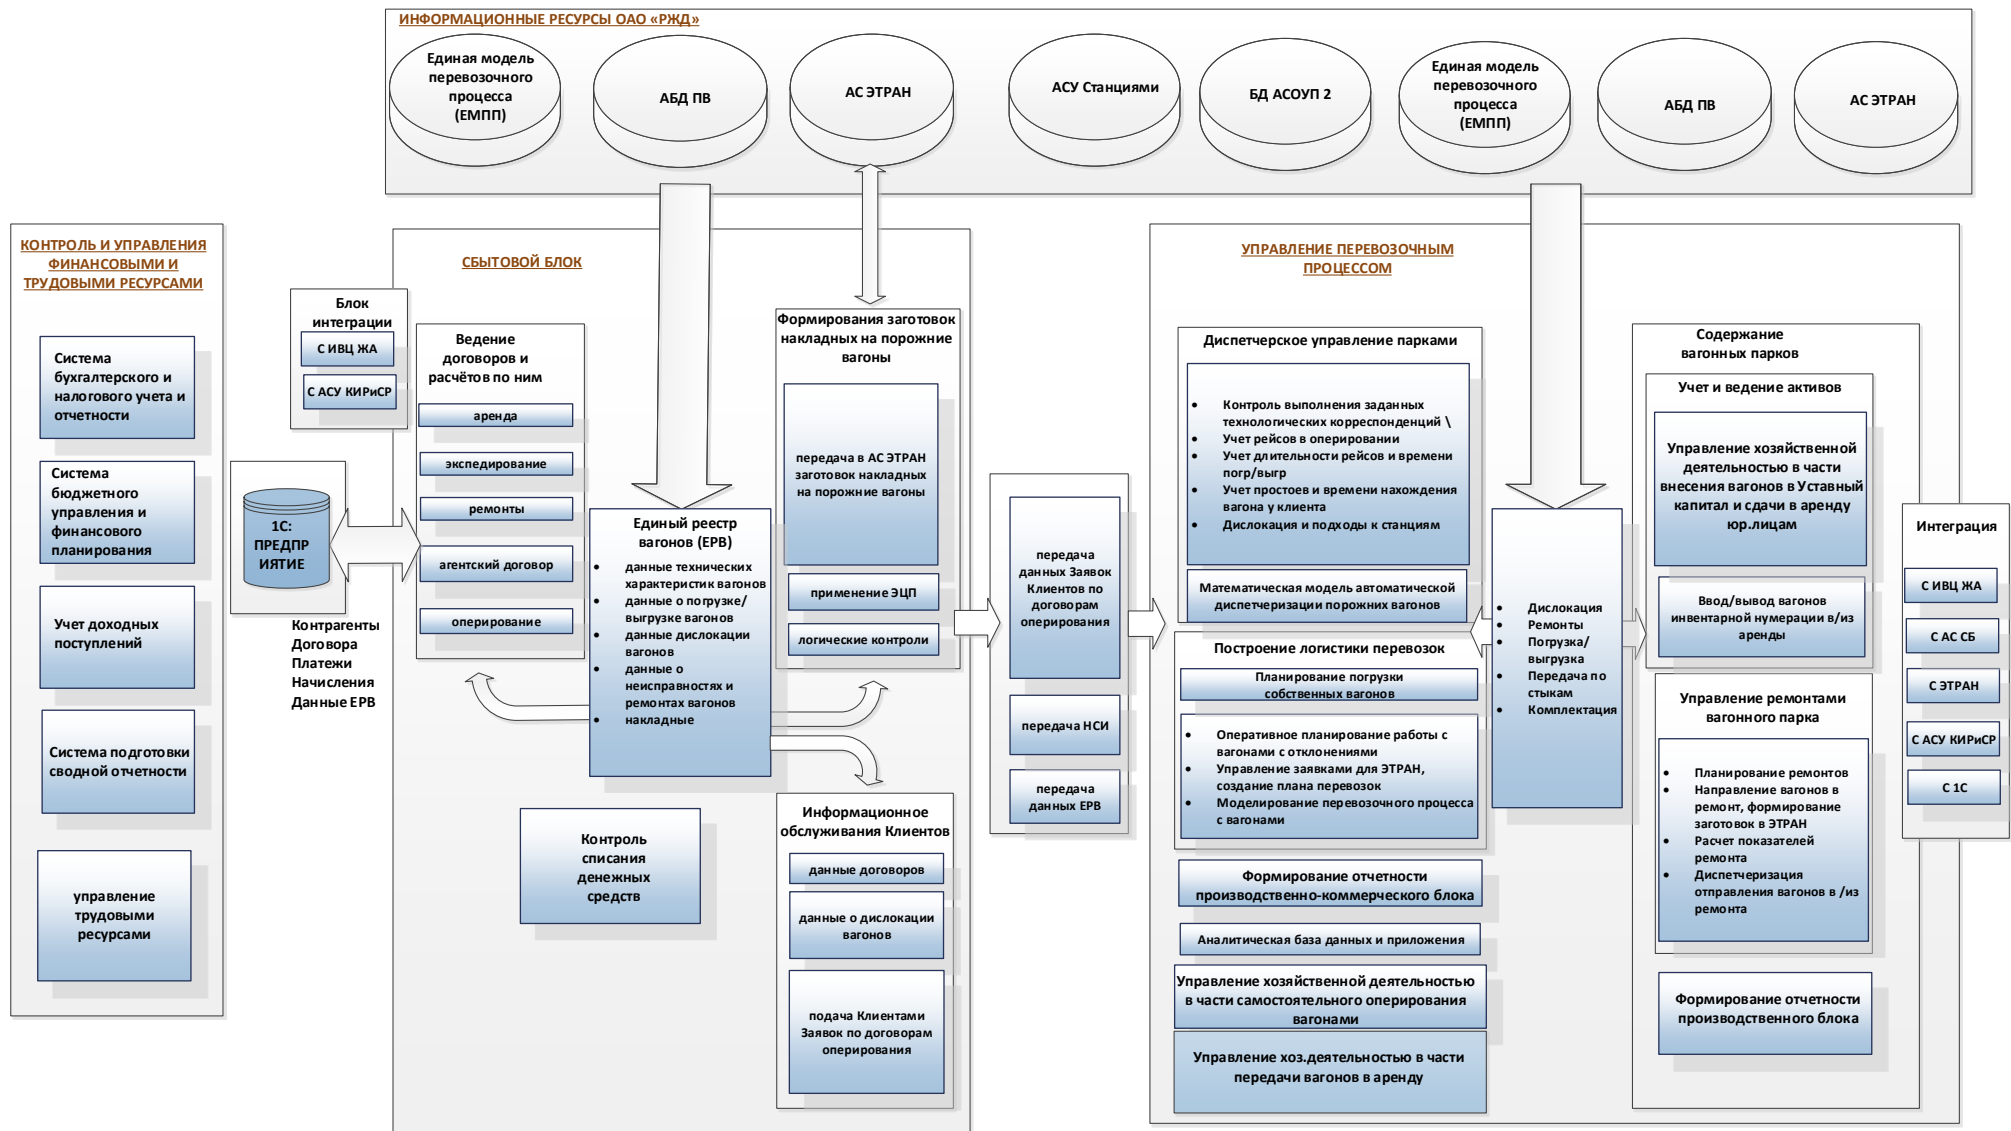 ИНФОРМАЦИОННЫЕ РЕСУРСЫ ОАО «РЖД»
Единая модель
перевозочного
процесса
(ЕМПП)
АБД ПВ
АС ЭТРАН
АСУ Станциями
БД АСОУП 2
Единая модель
перевозочного
процесса
(ЕМПП)
АБД ПВ
АС ЭТРАН
КОНТРОЛЬ И УПРАВЛЕНИЯ
ФИНАНСОВЫМИ И
ТРУДОВЫМИ РЕСУРСАМИ
Система
бухгалтерского и
налогового учета и
отчетности
Система
бюджетного
управления и
финансового
планирования
Учет доходных
поступлений
Система подготовки
сводной отчетности
управление
трудовыми
ресурсами
Блок
интеграции
С ИВЦ ЖА
С АСУ КИРиСР
1С:
ПРЕДПР
ИЯТИЕ
Контрагенты
Договора
Платежи
Начисления
Данные ЕРВ
СБЫТОВОЙ БЛОК
Ведение
договоров и
расчётов по ним
аренда
экспедирование
ремонты
агентский договор
оперирование
Единый реестр
вагонов (ЕРВ)
• данные технических
характеристик вагонов
• данные о погрузке/
выгрузке вагонов
• данные дислокации
вагонов
• данные о
неисправностях и
ремонтах вагонов
• накладные
Контроль
списания
денежных
средств
Формирования заготовок
накладных на порожние
вагоны
передача в АС ЭТРАН
заготовок накладных
на порожние вагоны
применение ЭЦП
логические контроли
Информационное
обслуживания Клиентов
данные договоров
данные о дислокации
вагонов
подача Клиентами
Заявок по договорам
оперирования
передача
данных Заявок
Клиентов по
договорам
оперирования
передача НСИ
передача
данных ЕРВ
УПРАВЛЕНИЕ ПЕРЕВОЗОЧНЫМ
ПРОЦЕССОМ
Диспетчерское управление парками
• Контроль выполнения заданных
технологических корреспонденций \
• Учет рейсов в оперировании
• Учет длительности рейсов и времени
погр/выгр
• Учет простоев и времени нахождения
вагона у клиента
• Дислокация и подходы к станциям
Математическая модель автоматической
диспетчеризации порожних вагонов
Построение логистики перевозок
Планирование погрузки
собственных вагонов
• Оперативное планирование работы с
вагонами с отклонениями
• Управление заявками для ЭТРАН,
создание плана перевозок
• Моделирование перевозочного процесса
с вагонами
Формирование отчетности
производственно-коммерческого блока
Аналитическая база данных и приложения
Управление хозяйственной деятельностью
в части самостоятельного оперирования
вагонами
Управление хоз.деятельностью в части
передачи вагонов в аренду
• Дислокация
• Ремонты
• Погрузка/
выгрузка
• Передача по
стыкам
• Комплектация
Содержание
вагонных парков
Учет и ведение активов
Управление хозяйственной
деятельностью в части
внесения вагонов в Уставный
капитал и сдачи в аренду
юр.лицам
Ввод/вывод вагонов
инвентарной нумерации в/из
аренды
Управление ремонтами
вагонного парка
• Планирование ремонтов
• Направление вагонов в
ремонт, формирование
заготовок в ЭТРАН
• Расчет показателей
ремонта
• Диспетчеризация
отправления вагонов в /из
ремонта
Формирование отчетности
производственного блока
Интеграция
С ИВЦ ЖА
С АС СБ
С ЭТРАН
С АСУ КИРиСР
С 1С